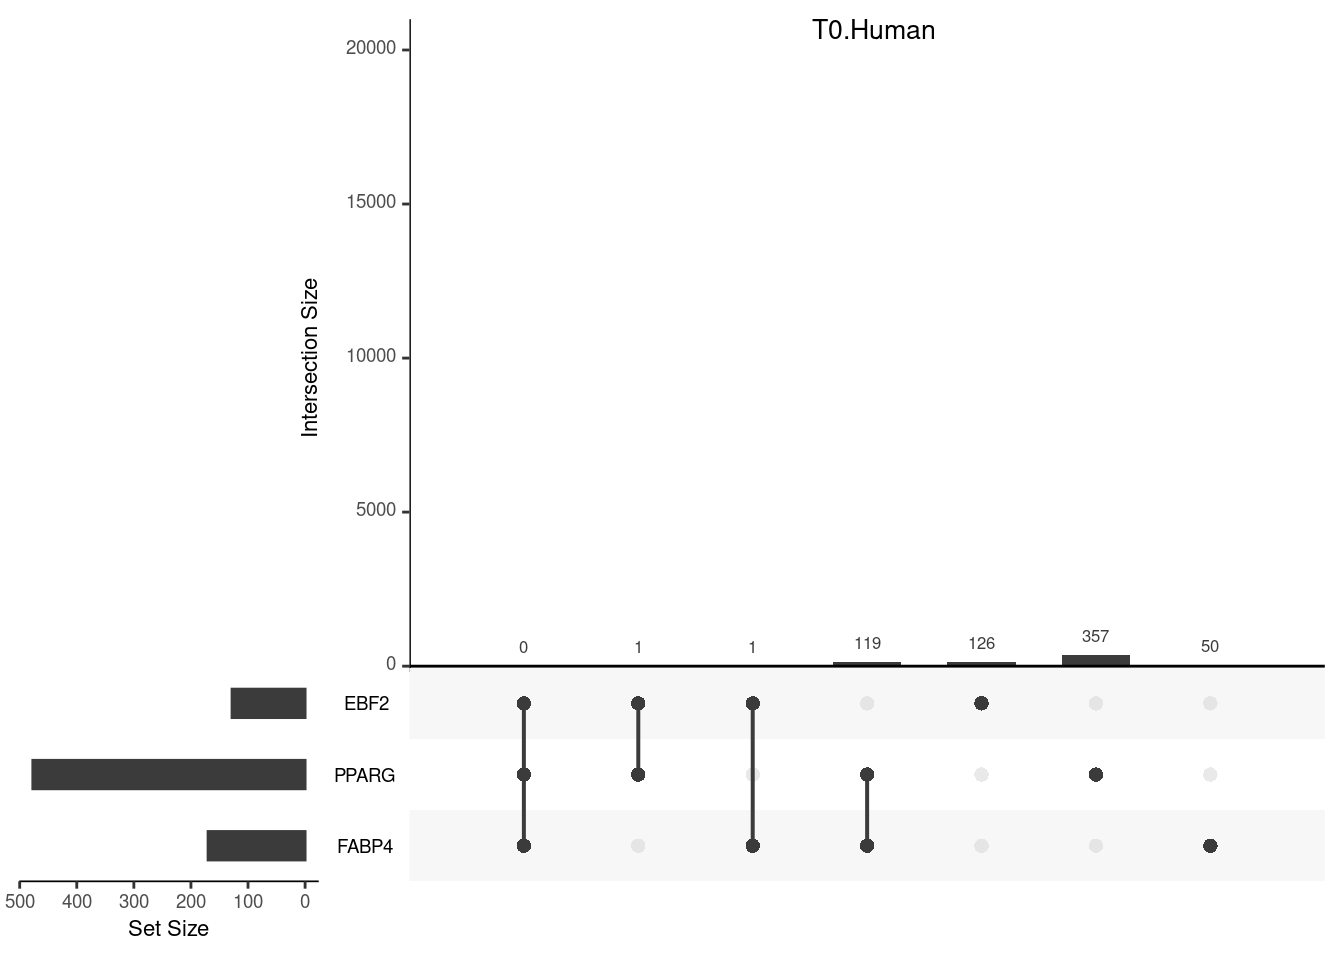 T0.Human
20000
15000
10000
5000
0
Intersection Size
0 1 1 119 126 357 50
EBF2
PPARG
FABP4
500 400 300 200 100 0
Set Size